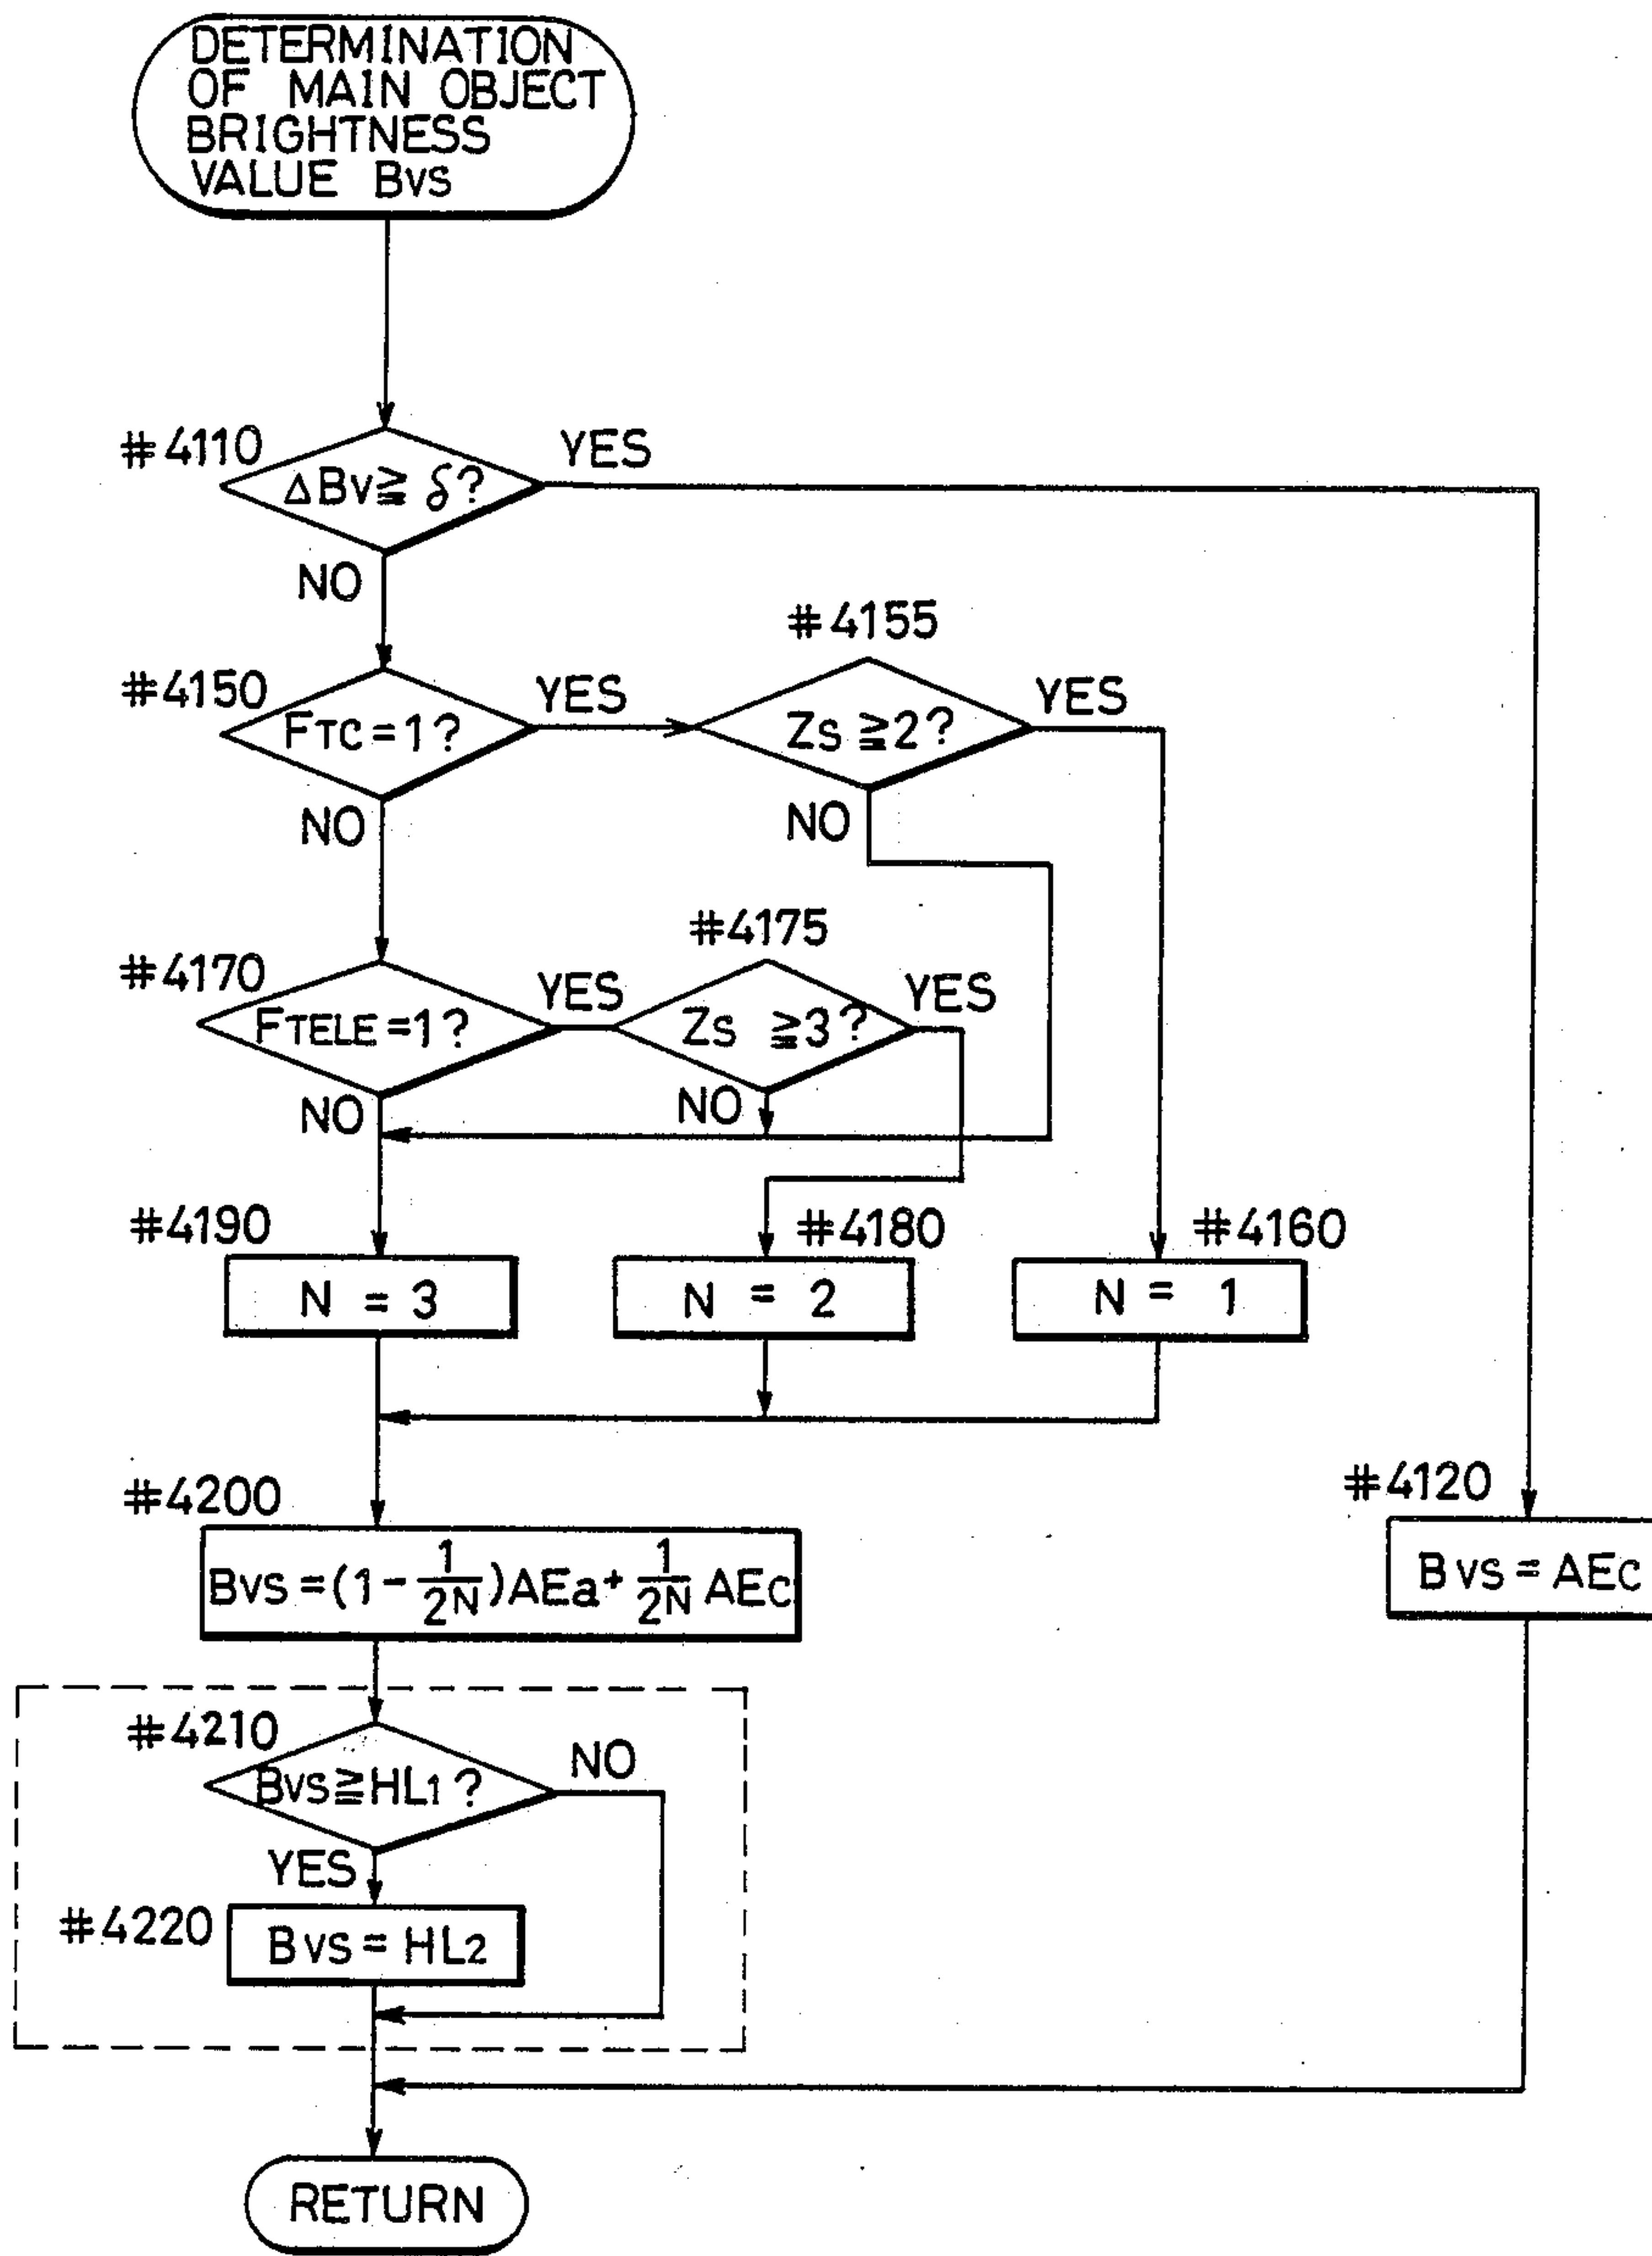 DETERMINATION
OF MAIN OBJECT
BRIGHTNESS
VALUE BVS
#4110
ΔBV≧δ?
YES
NO
#4155
#4150
FTC=1?
YES
ZS≧2?
YES
NO
NO
#4175
#4170
FTELE=1?
YES
ZS ≧3?
YES
NO
NO
#4190
#4180
#4160
N = 3
N = 2
N = 1
#4200
#4120
BVS=(1-1/2N)AEa+1/2N AEC
BVS=AEC
#4210
BVS≧HL1?
NO
YES
#4220
BVS=HL2
RETURN